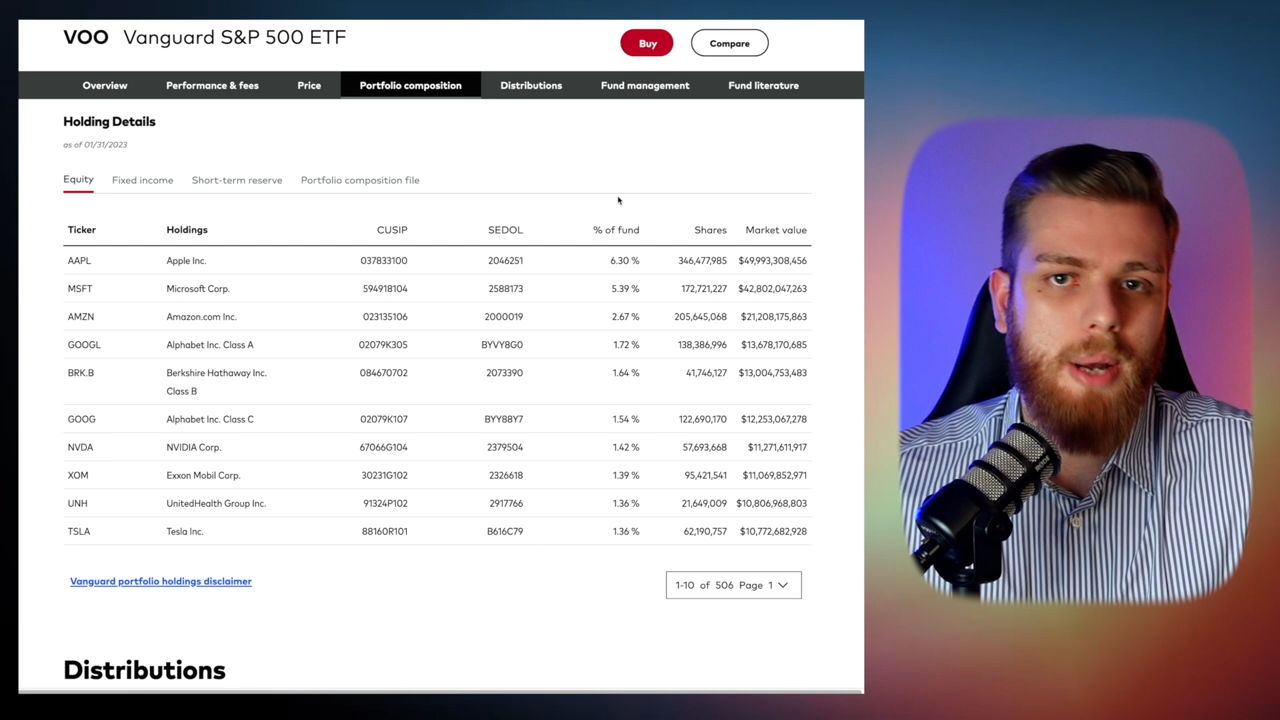 VOO Vanguard S&P 500 ETF
Buy Compare
Overview Performance & fees Price Portfolio composition Distributions Fund management Fund literature
Holding Details
as of 01/31/2023
Equity Fixed income Short-term reserve Portfolio composition file
Ticker Holdings CUSIP SEDOL % of fund Shares Market value
AAPL Apple Inc. 037833100 2046251 6.30 % 346,477,985 $49,993,308,456
MSFT Microsoft Corp. 594918104 2588173 5.39 % 172,721,227 $42,802,047,263
AMZN Amazon.com Inc. 023135106 2000019 2.67 % 205,645,068 $21,208,175,863
GOOGL Alphabet Inc. Class A 02079K305 BYVY8G0 1.72 % 138,386,996 $13,678,170,685
BRK.B Berkshire Hathaway Inc. 084670702 2073390 1.64 % 41,746,127 $13,004,753,483
Class B
GOOG Alphabet Inc. Class C 02079K107 BYY88Y7 1.54 % 122,690,170 $12,253,067,278
NVDA NVIDIA Corp. 67066G104 2379504 1.42 % 57,693,668 $11,271,611,917
XOM Exxon Mobil Corp. 30231G102 2326618 1.39 % 95,421,541 $11,069,852,971
UNH UnitedHealth Group Inc. 91324P102 2917766 1.36 % 21,649,009 $10,806,968,803
TSLA Tesla Inc. 88160R101 B616C79 1.36 % 62,190,757 $10,772,682,928
Vanguard portfolio holdings disclaimer
1-10 of 506 Page 1
Distributions